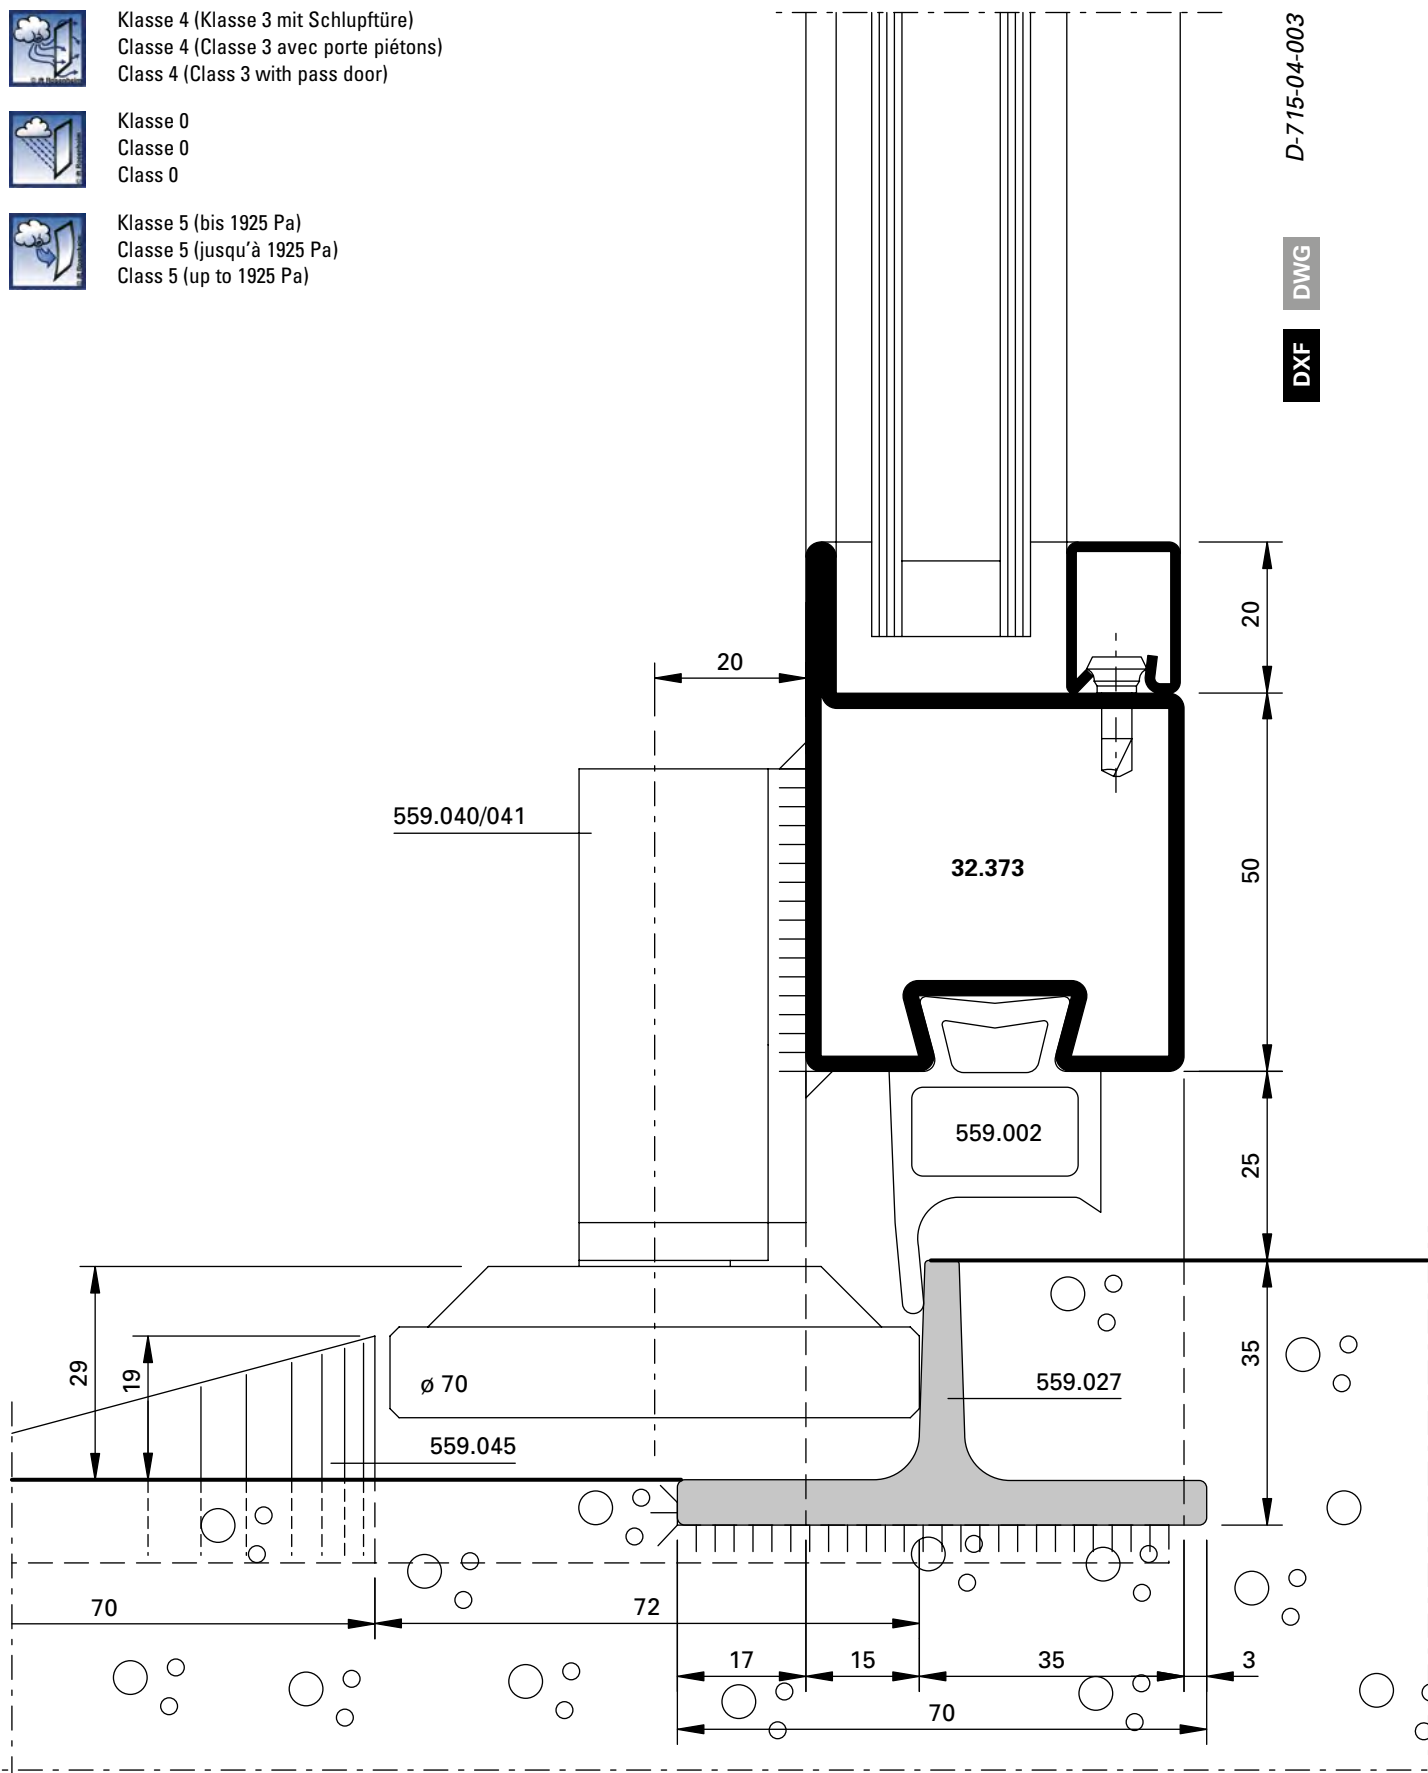 Klasse 4 (Klasse 3 mit Schlupftüre)
Classe 4 (Classe 3 avec porte piétons)
Class 4 (Class 3 with pass door)
Klasse 0
Classe 0
Class 0
Klasse 5 (bis 1925 Pa)
Classe 5 (jusqu'à 1925 Pa)
Class 5 (up to 1925 Pa)
D-715-04-003
DWG
DXF
20
20
559.040/041
32.373
50
559.002
25
29
19
ø 70
559.027
35
559.045
70
72
17
15
35
3
70